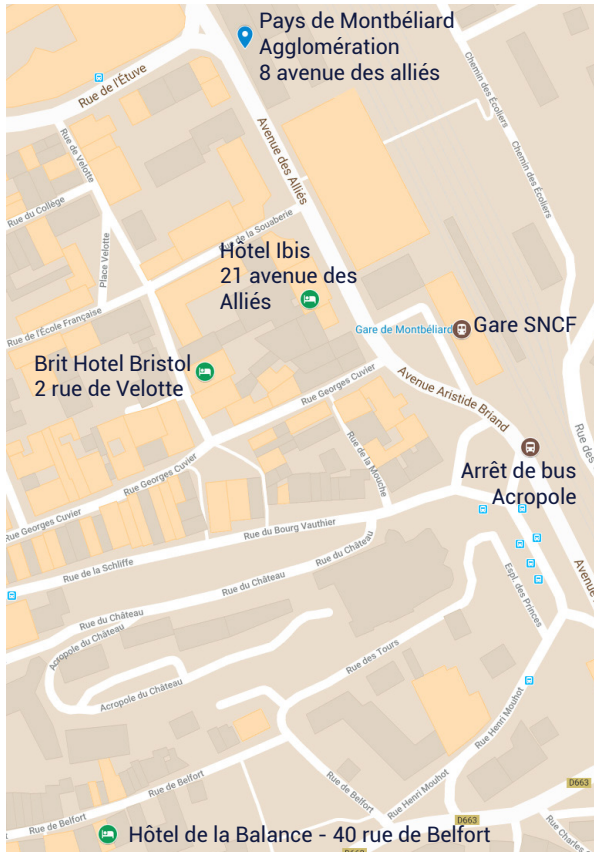 Pays de Montbéliard
Agglomération
8 avenue des alliés
Rue de l'Étuve
Chemin des Écoliers
Rue de Velotte
Avenue des Alliés
Chemin des Écoliers
Rue du Collège
Place Velotte
Rue de la Souaberie
Hôtel Ibis
21 avenue des
Alliés
Rue de l'École Française
Gare de Montbéliard
Gare SNCF
Brit Hotel Bristol
2 rue de Velotte
Rue Georges Cuvier
Avenue Aristide Briand
Rue des
Rue de la Mouche
Rue Georges Cuvier
Arrêt de bus
Acropole
Rue Georges Cuvier
Rue du Bourg Vauthier
Rue de la Schliffe
Rue du Château
Rue du Château
Espl. des Princes
Avenue
Rue du Château
Acropole du Château
Rue des Tours
Acropole du Château
Rue Henri Mouhot
Rue de Belfort
Rue de Belfort
Rue Henri Mouhot
D663
Rue de Belfort
Hôtel de la Balance - 40 rue de Belfort
Rue Charles
D663